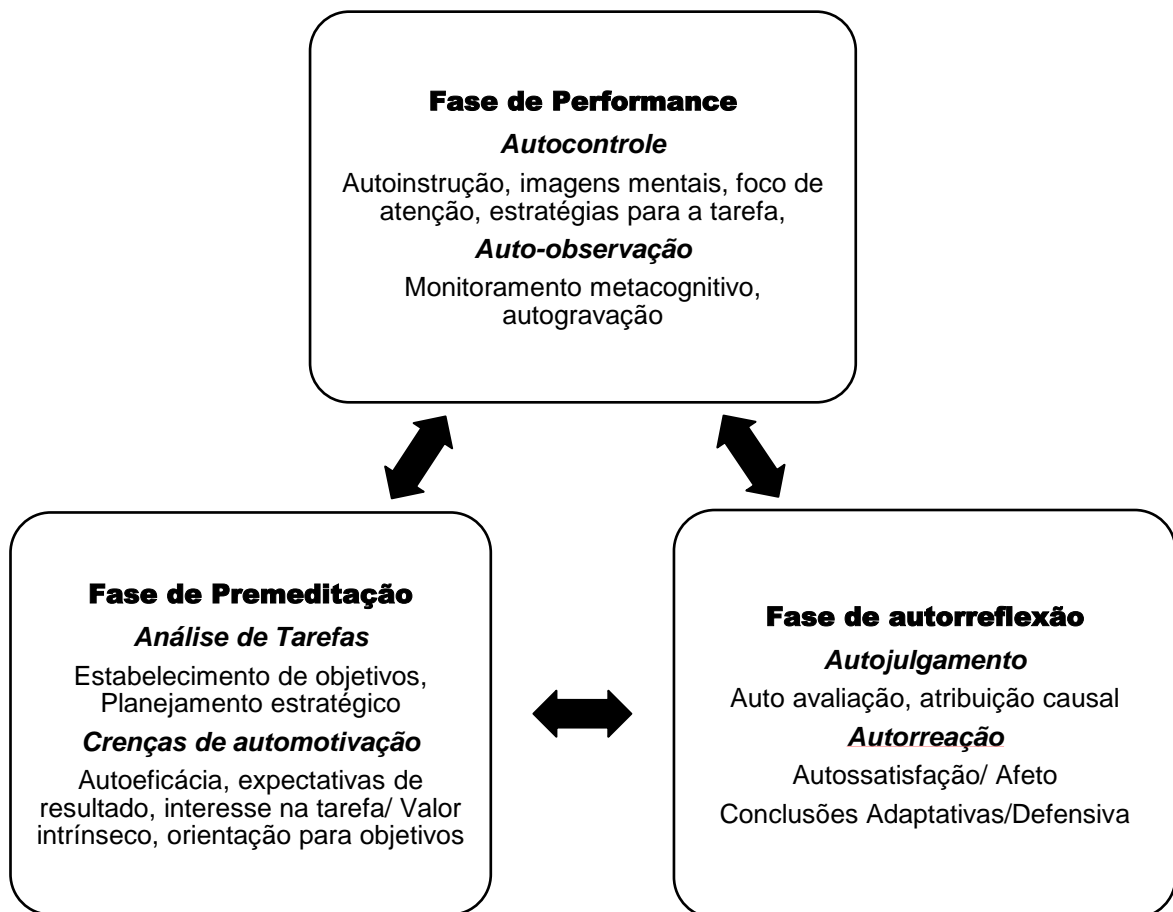 Fase de Performance
Autocontrole
Autoinstrução, imagens mentais, foco de
atenção, estratégias para a tarefa,
Auto-observação
Monitoramento metacognitivo,
autogravação
Fase de Premeditação
Análise de Tarefas
Estabelecimento de objetivos,
Planejamento estratégico
Crenças de automotivação
Autoeficácia, expectativas de
resultado, interesse na tarefa/ Valor
intrínseco, orientação para objetivos
Fase de autorreflexão
Autojulgamento
Auto avaliação, atribuição causal
Autorreação
Autossatisfação/ Afeto
Conclusões Adaptativas/Defensiva